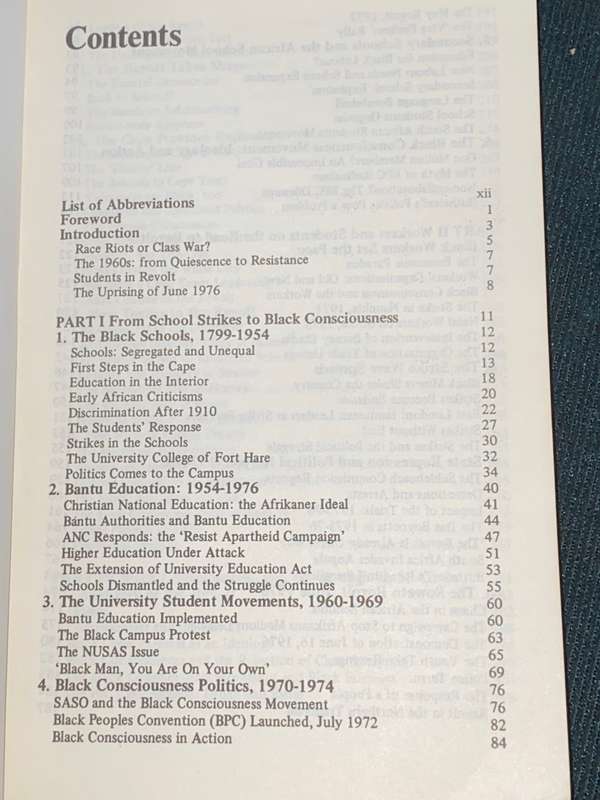 Contents
List of Abbreviations xii
Foreword 1
Introduction 3
Race Riots or Class War? 5
The 1960s: from Quiescence to Resistance 7
Students in Revolt 7
The Uprising of June 1976 8
PART I From School Strikes to Black Consciousness 11
1. The Black Schools, 1799-1954 12
Schools: Segregated and Unequal 12
First Steps in the Cape 13
Education in the Interior 18
Early African Criticisms 20
Discrimination After 1910 22
The Students' Response 27
Strikes in the Schools 30
The University College of Fort Hare 32
Politics Comes to the Campus 34
2. Bantu Education: 1954-1976 40
Christian National Education: the Afrikaner Ideal 41
Bantu Authorities and Bantu Education 44
ANC Responds: the 'Resist Apartheid Campaign' 47
Higher Education Under Attack 51
The Extension of University Education Act 53
Schools Dismantled and the Struggle Continues 55
3. The University Student Movements, 1960-1969 60
Bantu Education Implemented 60
The Black Campus Protest 63
The NUSAS Issue 65
'Black Man, You Are On Your Own' 69
4. Black Consciousness Politics, 1970-1974 76
SASO and the Black Consciousness Movement 76
Black Peoples Convention (BPC) Launched, July 1972 82
Black Consciousness in Action 84